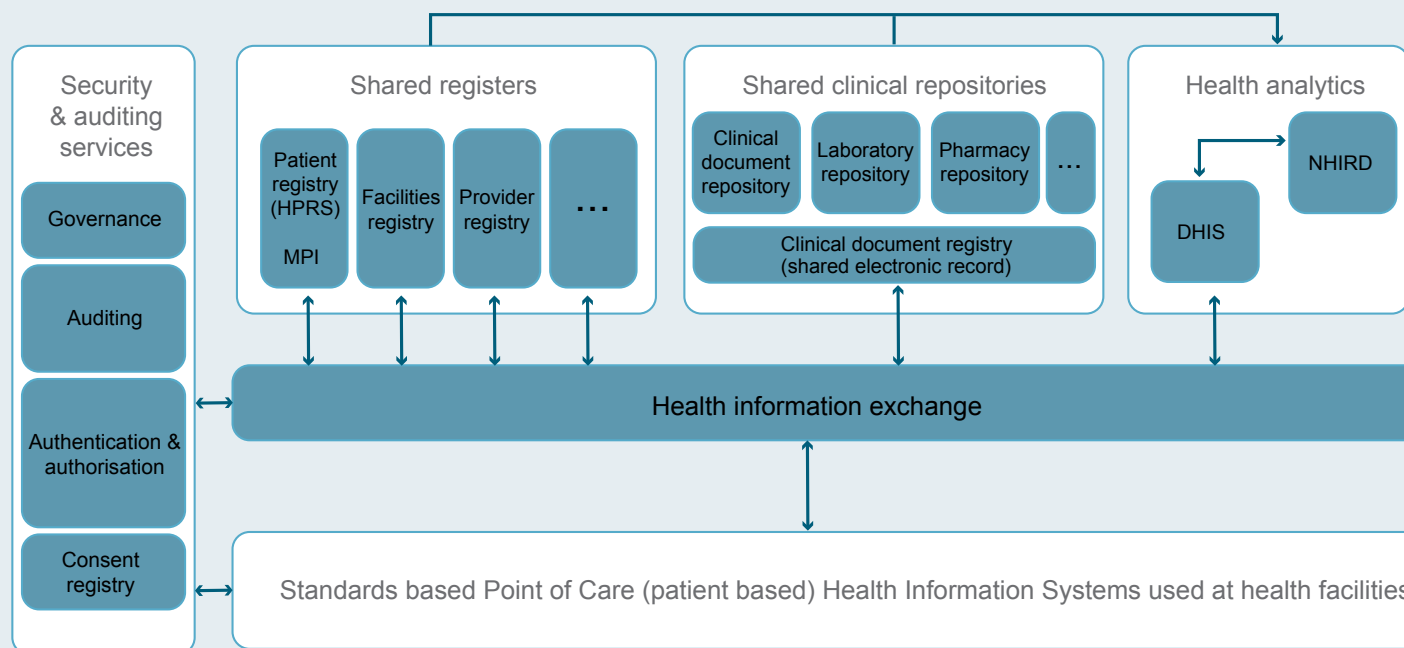 Security
& auditing
services
Governance
Auditing
Authentication &
authorisation
Consent
registry
Shared registers
Patient
registry
(HPRS)
MPI
Facilities
registry
Provider
registry
...
Shared clinical repositories
Clinical
document
repository
Laboratory
repository
Pharmacy
repository
...
Clinical document registry
(shared electronic record)
Health analytics
DHIS
NHIRD
Health information exchange
Standards based Point of Care (patient based) Health Information Systems used at health facilities